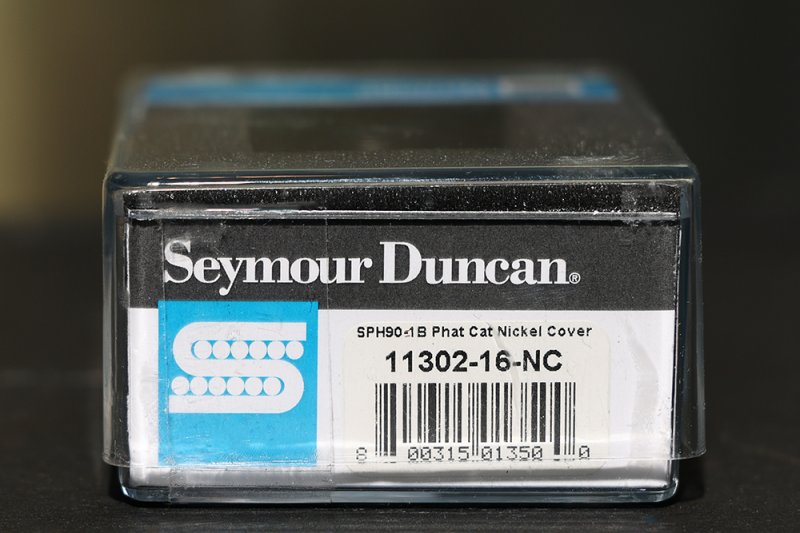 Seymour Duncan®
SPH90-1B Phat Cat Nickel Cover
11302-16-NC
8 00315 01350 0